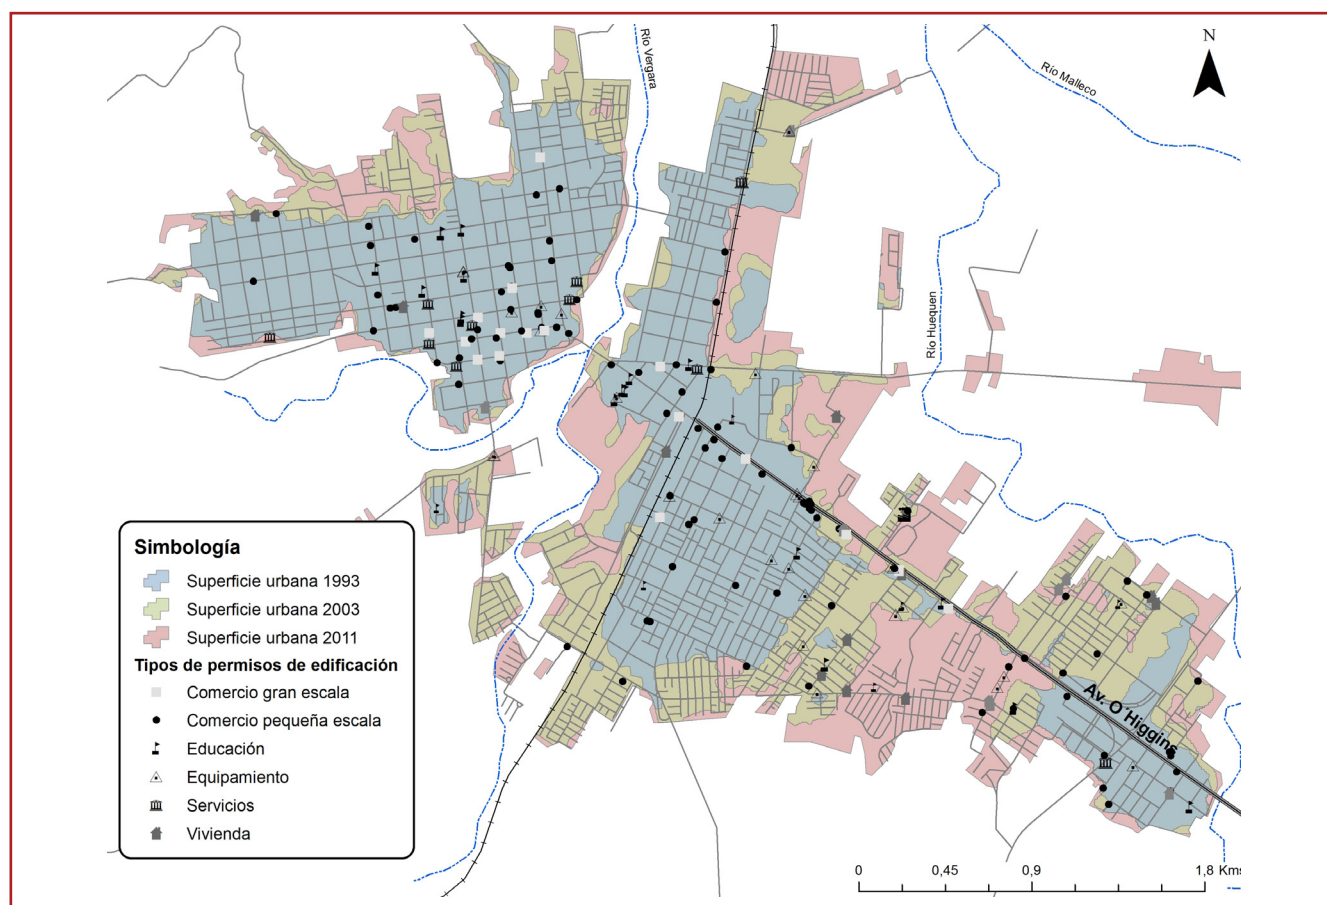 N
Río Vergara
Río Malleco
Río Huequen
Av. O´Higgins
Simbología
Superficie urbana 1993
Superficie urbana 2003
Superficie urbana 2011
Tipos de permisos de edificación
Comercio gran escala
Comercio pequeña escala
Educación
Equipamiento
Servicios
Vivienda
0 0,45 0,9 1,8 Kms